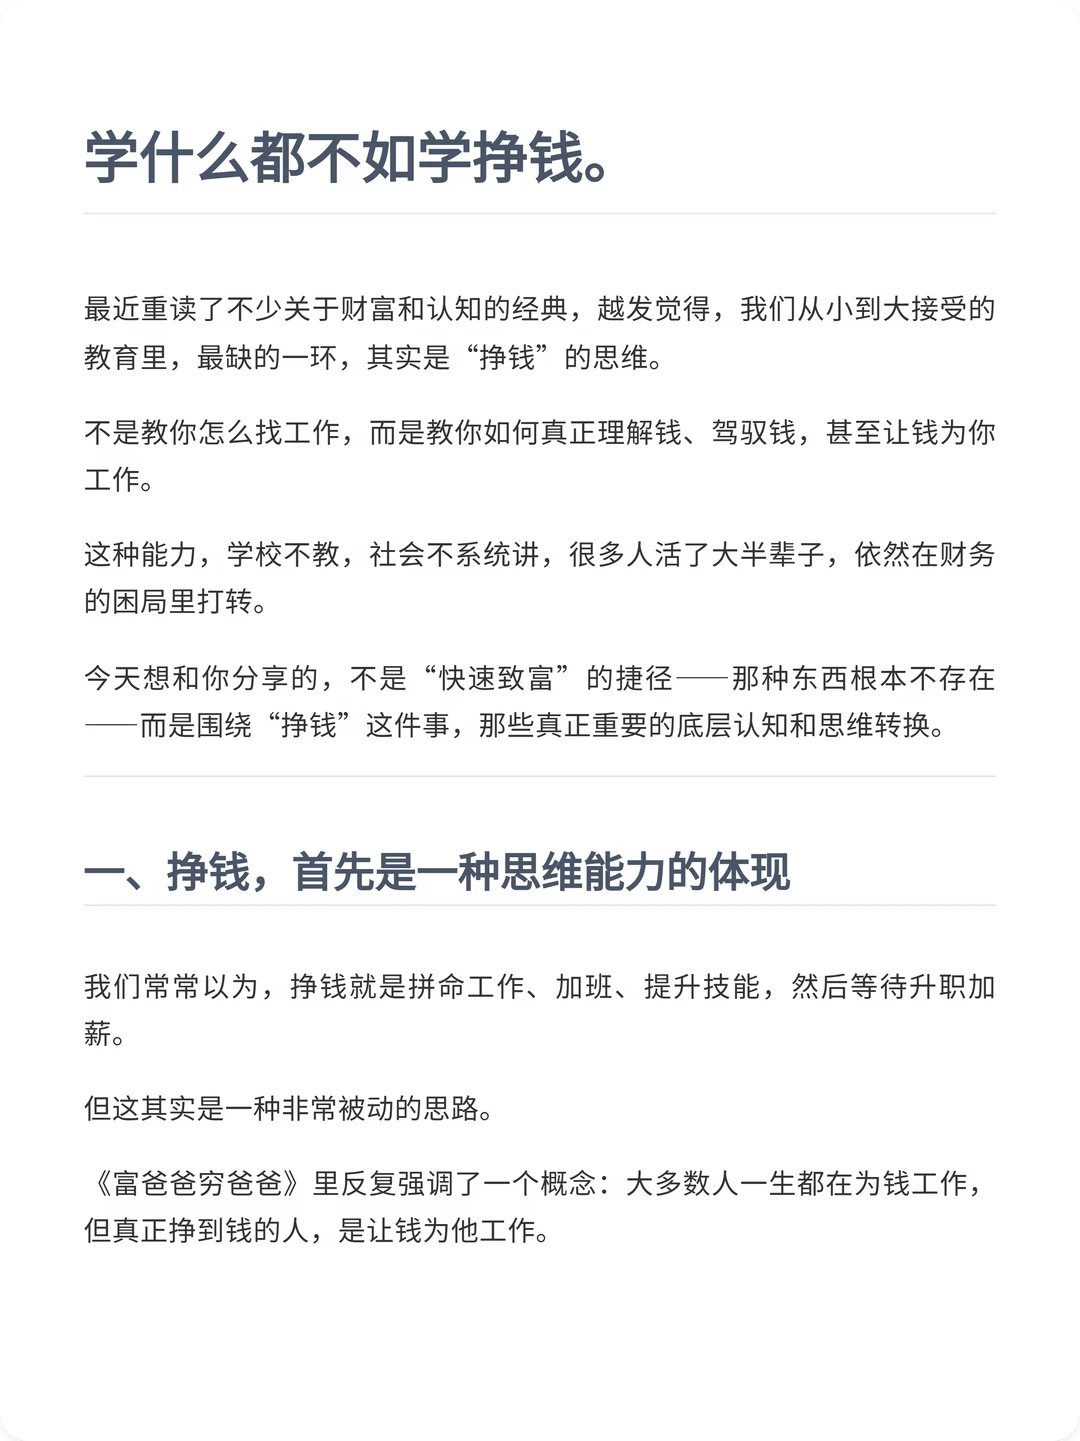 学什么都不如学挣钱。
最近重读了不少关于财富和认知的经典，越发觉得，我们从小到大接受的
教育里，最缺的一环，其实是“挣钱”的思维。
不是教你怎么找工作，而是教你如何真正理解钱、驾驭钱，甚至让钱为你
工作。
这种能力，学校不教，社会不系统讲，很多人活了大半辈子，依然在财务
的困局里打转。
今天想和你分享的，不是“快速致富”的捷径——那种东西根本不存在
——而是围绕“挣钱”这件事，那些真正重要的底层认知和思维转换。
一、挣钱，首先是一种思维能力的体现
我们常常以为，挣钱就是拼命工作、加班、提升技能，然后等待升职加
薪。
但这其实是一种非常被动的思路。
《富爸爸穷爸爸》里反复强调了一个概念：大多数人一生都在为钱工作，
但真正挣到钱的人，是让钱为他工作。